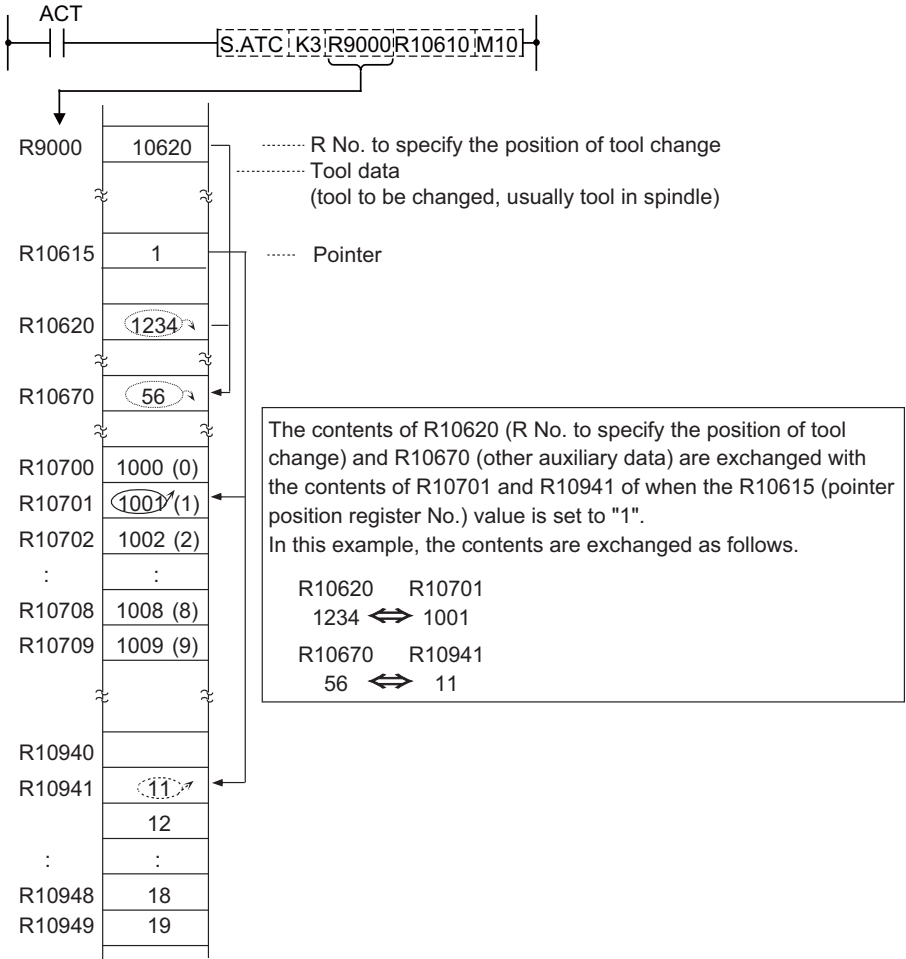 ACT
S.ATC K3 R9000 R10610 M10
R9000 10620 R No. to specify the position of tool change
Tool data
(tool to be changed, usually tool in spindle)
R10615 1 Pointer
R10620 1234
R10670 56
R10700 1000 (0)
R10701 1001 (1)
R10702 1002 (2)
: :
R10708 1008 (8)
R10709 1009 (9)
R10940
R10941 11
12
: :
R10948 18
R10949 19
The contents of R10620 (R No. to specify the position of tool
change) and R10670 (other auxiliary data) are exchanged with
the contents of R10701 and R10941 of when the R10615 (pointer
position register No.) value is set to "1".
In this example, the contents are exchanged as follows.
R10620 R10701
1234 ⇔ 1001
R10670 R10941
56 ⇔ 11